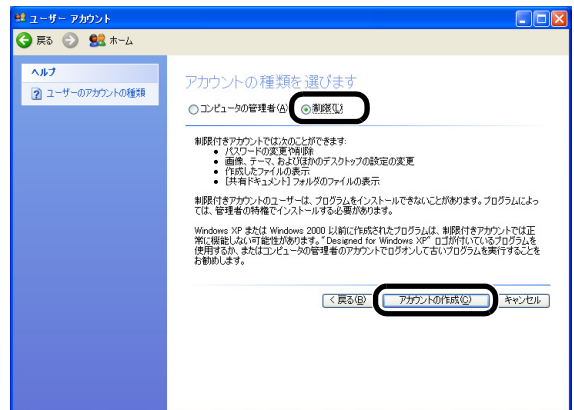 ユーザー アカウント
戻る ホーム
ヘルプ
ユーザーのアカウントの種類
アカウントの種類を選びます
コンピュータの管理者(A) 制限(L)
制限付きアカウントでは次のことができます:
• パスワードの変更や削除
• 画像、テーマ、およびほかのデスクトップの設定の変更
• 作成したファイルの表示
• [共有ドキュメント] フォルダのファイルの表示
制限付きアカウントのユーザーは、プログラムをインストールできないことがあります。プログラムによっ
ては、管理者の特権でインストールする必要があります。
Windows XP または Windows 2000 以前に作成されたプログラムは、制限付きアカウントでは正
常に機能しない可能性があります。"Designed for Windows XP" ロゴが付いているプログラムを
使用するか、またはコンピュータの管理者のアカウントでログオンして古いプログラムを実行することを
お勧めします。
< 戻る(B) アカウントの作成(C) キャンセル